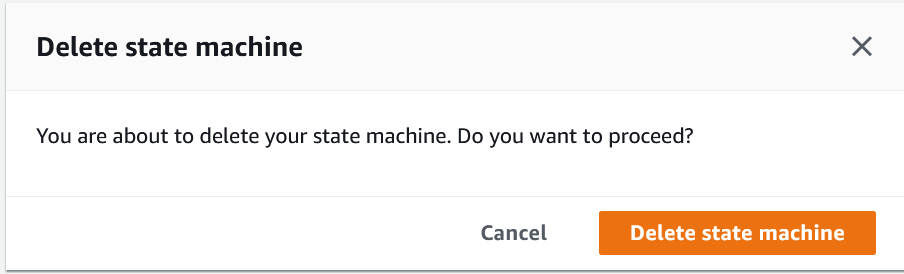 Delete state machine
You are about to delete your state machine. Do you want to proceed?
Cancel
Delete state machine